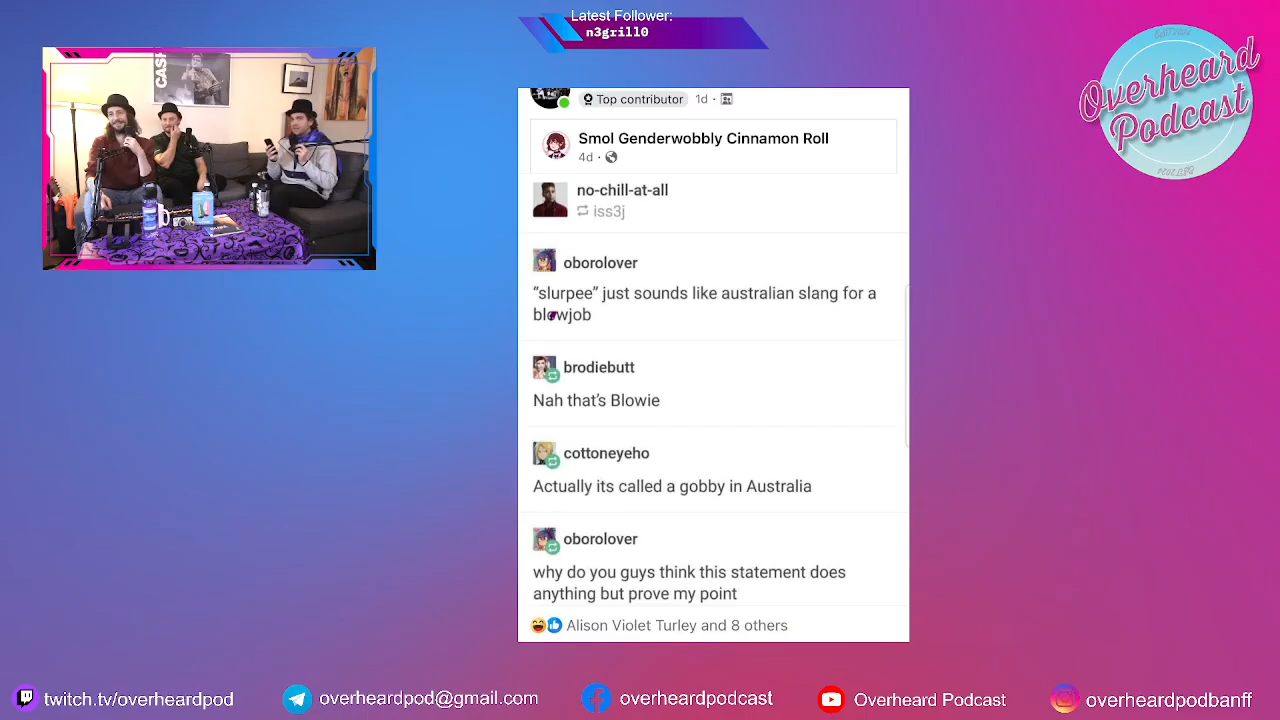 Latest Follower:
n3grill0
CASH
Overheard
Podcast
Top contributor 1d ·
Smol Genderwobbly Cinnamon Roll
4d ·
no-chill-at-all
iss3j
oborolover
“slurpee” just sounds like australian slang for a
blowjob
brodiebutt
Nah that's Blowie
cottoneyeho
Actually its called a gobby in Australia
oborolover
why do you guys think this statement does
anything but prove my point
Alison Violet Turley and 8 others
twitch.tv/overheardpod
overheardpod@gmail.com
overheardpodcast
Overheard Podcast
overheardpodbanff